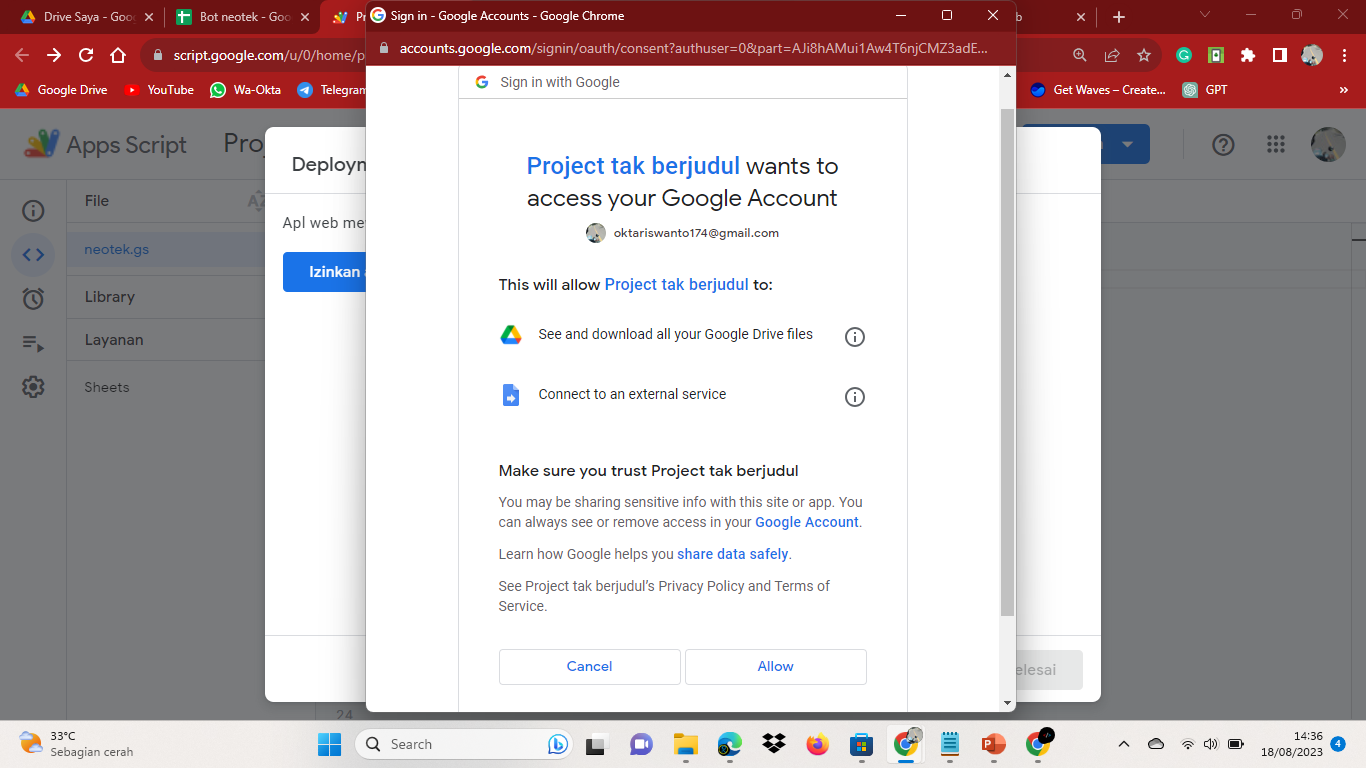 Drive Saya - Goo
Bot neotek - Goo
Pr
Sign in - Google Accounts - Google Chrome
b
script.google.com/u/0/home/p
accounts.google.com/signin/oauth/consent?authuser=0&part=AJi8hAMui1Aw4T6njCMZ3adE...
Google Drive
YouTube
Wa-Okta
Telegram
Get Waves – Create...
GPT
»
Sign in with Google
Apps Script
Proj
Deployn
File
AZ
Apl web me
neotek.gs
Izinkan a
Library
Layanan
Sheets
Project tak berjudul wants to
access your Google Account
oktariswanto174@gmail.com
This will allow Project tak berjudul to:
See and download all your Google Drive files
Connect to an external service
Make sure you trust Project tak berjudul
You may be sharing sensitive info with this site or app. You
can always see or remove access in your Google Account.
Learn how Google helps you share data safely.
See Project tak berjudul's Privacy Policy and Terms of
Service.
Cancel
Allow
elesai
24
33°C
Sebagian cerah
Search
14:36
18/08/2023
4